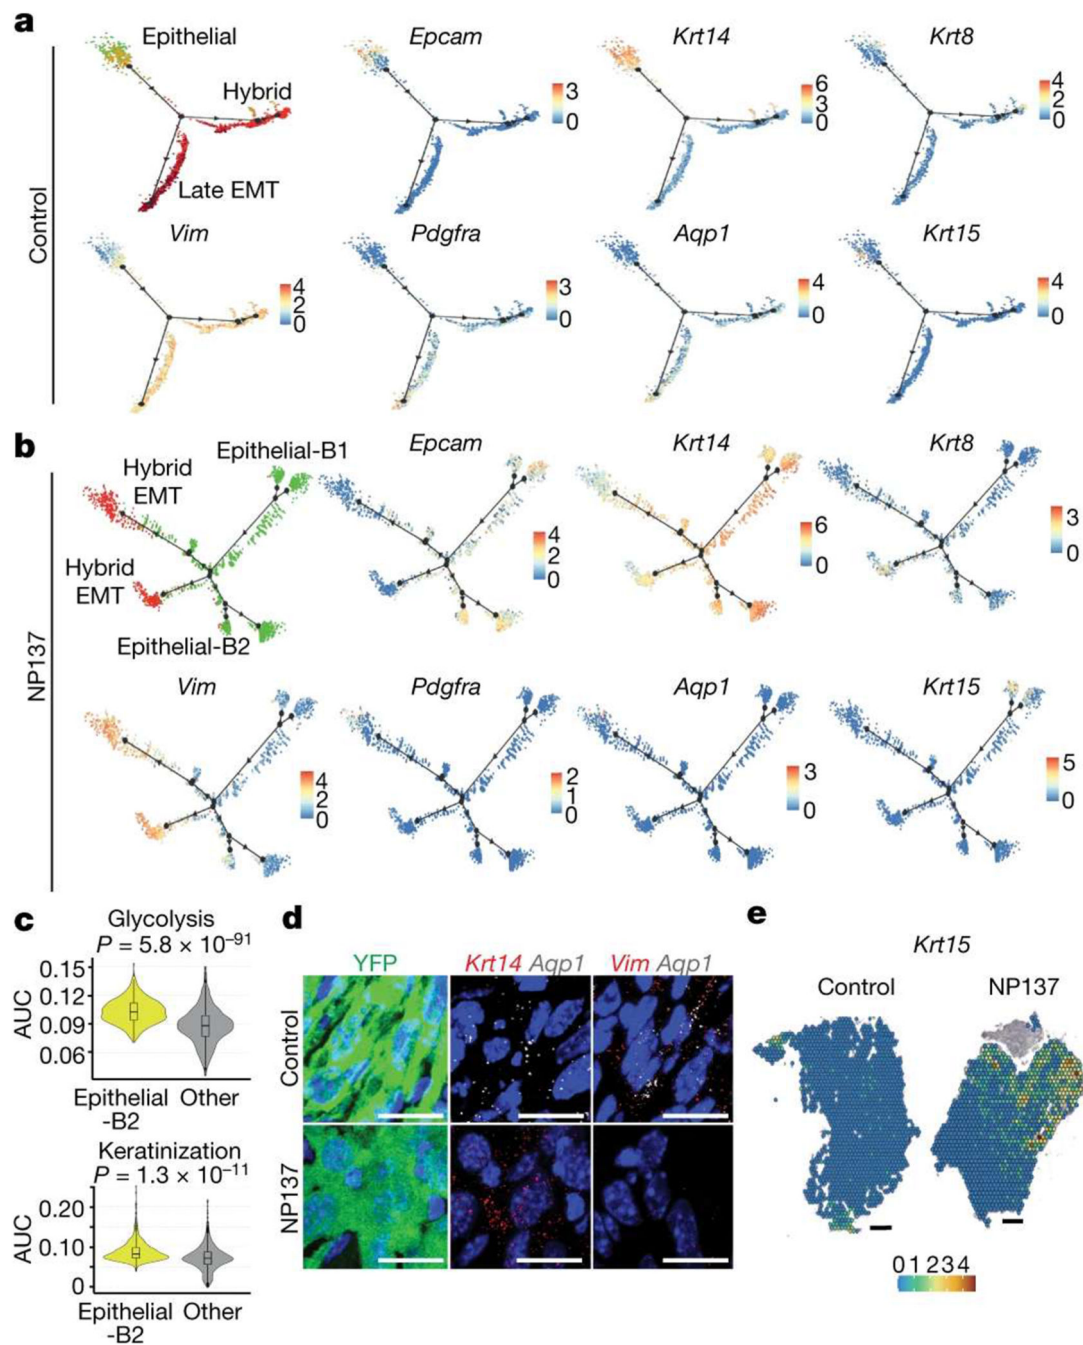 a
Control
Epithelial
Hybrid
Late EMT
Epcam
3
0
Krt14
6
3
0
Krt8
4
2
0
Vim
4
2
0
Pdgfra
3
0
Aqp1
4
0
Krt15
4
0
b
NP137
Hybrid
EMT
Epithelial-B1
Hybrid
EMT
Epithelial-B2
Epcam
4
2
0
Krt14
6
0
Krt8
3
0
Vim
4
2
0
Pdgfra
2
1
0
Aqp1
3
0
Krt15
5
0
c
Glycolysis
P = 5.8 × 10–91
AUC
0.15
0.12
0.09
0.06
Epithelial
-B2
Other
Keratinization
P = 1.3 × 10–11
AUC
0.20
0.10
0
Epithelial
-B2
Other
d
YFP
Krt14 Aqp1
Vim Aqp1
Control
NP137
e
Krt15
Control
NP137
0 1 2 3 4